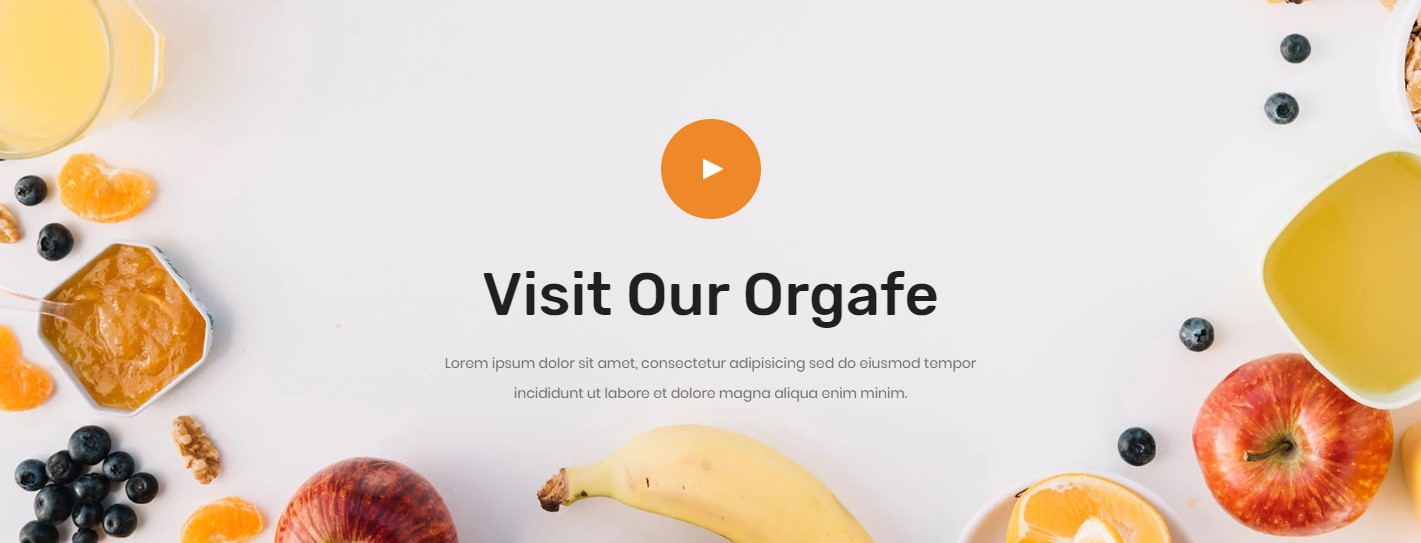 Visit Our Orgafe
Lorem ipsum dolor sit amet, consectetur adipisicing sed do eiusmod tempor
incididunt ut labore et dolore magna aliqua enim minim.